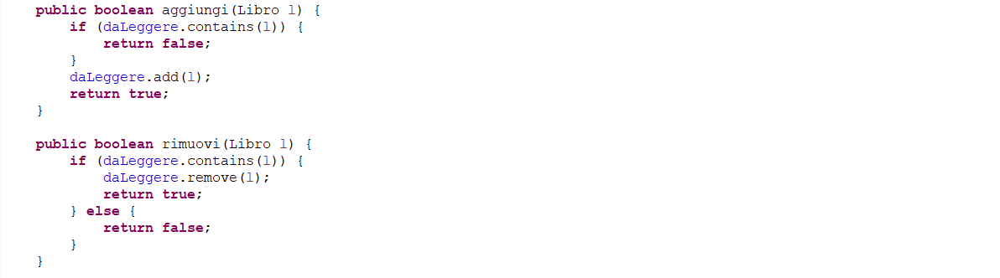 public boolean aggiungi(Libro l) {
    if (daLeggere.contains(l)) {
        return false;
    }
    daLeggere.add(l);
    return true;
}

public boolean rimuovi(Libro l) {
    if (daLeggere.contains(l)) {
        daLeggere.remove(l);
        return true;
    } else {
        return false;
    }
}